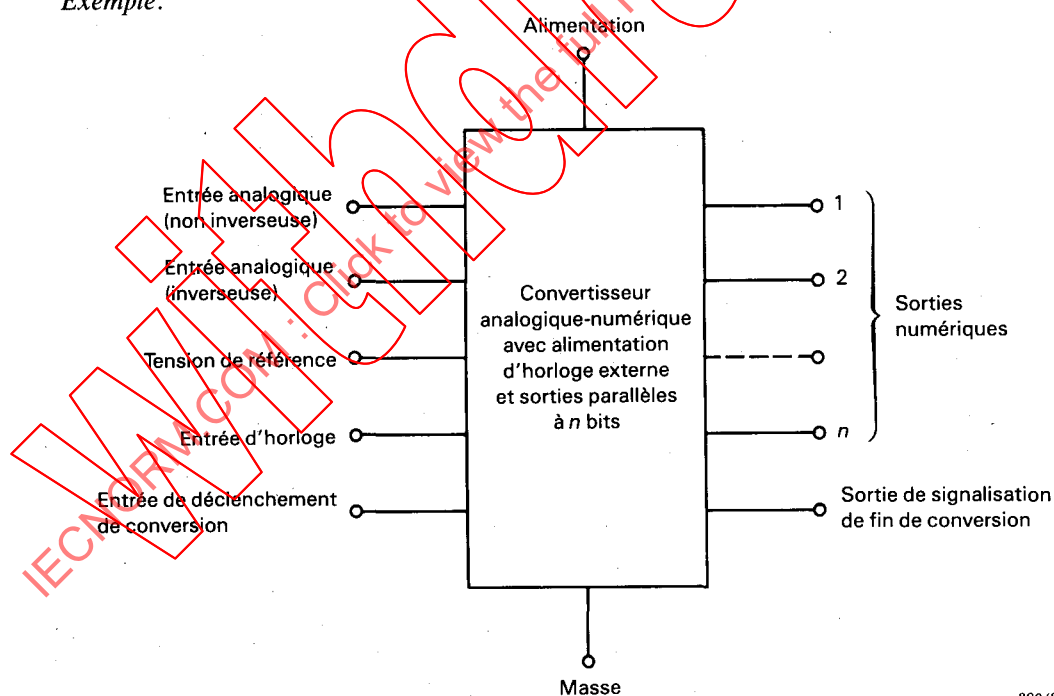 Exemple:
Alimentation
Entrée analogique
(non inverseuse)
Entrée analogique
(inverseuse)
Tension de référence
Entrée d'horloge
Entrée de déclenchement
de conversion
Convertisseur
analogique-numérique
avec alimentation
d'horloge externe
et sorties parallèles
à n bits
1
2
n
Sorties
numériques
Sortie de signalisation
de fin de conversion
Masse
IECNORM.COM : Click to view the full